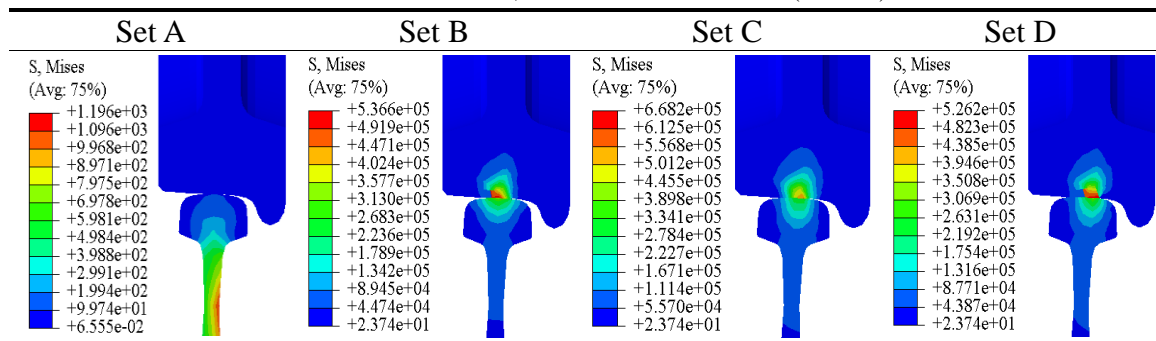 Set A
Set B
Set C
Set D
S, Mises
(Avg: 75%)
+1.196e+03
+1.096e+03
+9.968e+02
+8.971e+02
+7.975e+02
+6.978e+02
+5.981e+02
+4.984e+02
+3.988e+02
+2.991e+02
+1.994e+02
+9.974e+01
+6.555e-02
S, Mises
(Avg: 75%)
+5.366e+05
+4.919e+05
+4.471e+05
+4.024e+05
+3.577e+05
+3.130e+05
+2.683e+05
+2.236e+05
+1.789e+05
+1.342e+05
+8.945e+04
+4.474e+04
+2.374e+01
S, Mises
(Avg: 75%)
+6.682e+05
+6.125e+05
+5.568e+05
+5.012e+05
+4.455e+05
+3.898e+05
+3.341e+05
+2.784e+05
+2.227e+05
+1.671e+05
+1.114e+05
+5.570e+04
+2.374e+01
S, Mises
(Avg: 75%)
+5.262e+05
+4.823e+05
+4.385e+05
+3.946e+05
+3.508e+05
+3.069e+05
+2.631e+05
+2.192e+05
+1.754e+05
+1.316e+05
+8.771e+04
+4.387e+04
+2.374e+01